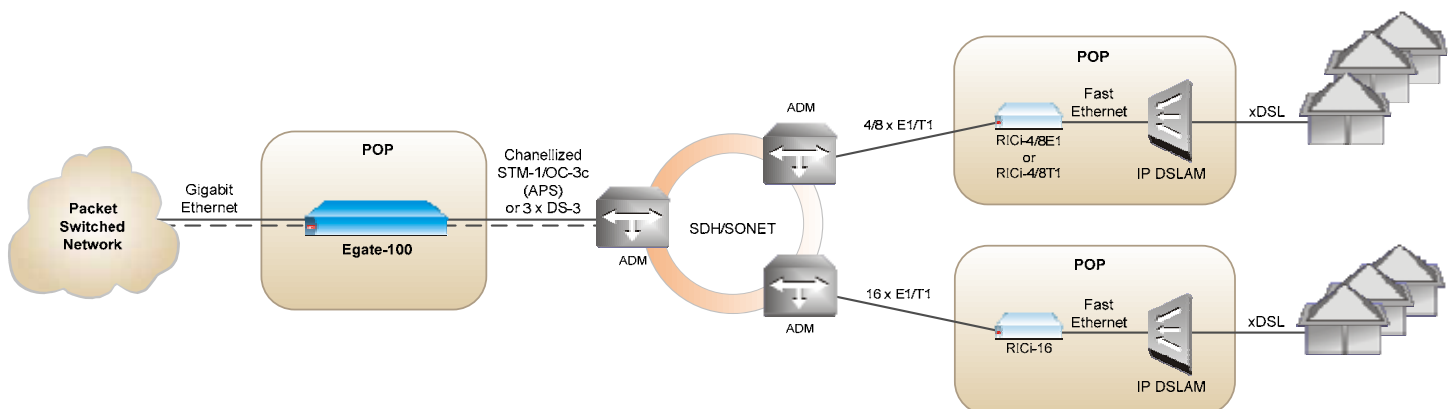 Packet
Switched
Network
Gigabit
Ethernet
POP
Egate-100
Chanellized
STM-1/OC-3c
(APS)
or 3 x DS-3
ADM
SDH/SONET
ADM
ADM
4/8 x E1/T1
16 x E1/T1
POP
RICi-4/8E1
or
RICi-4/8T1
Fast
Ethernet
IP DSLAM
xDSL
POP
RICi-16
Fast
Ethernet
IP DSLAM
xDSL